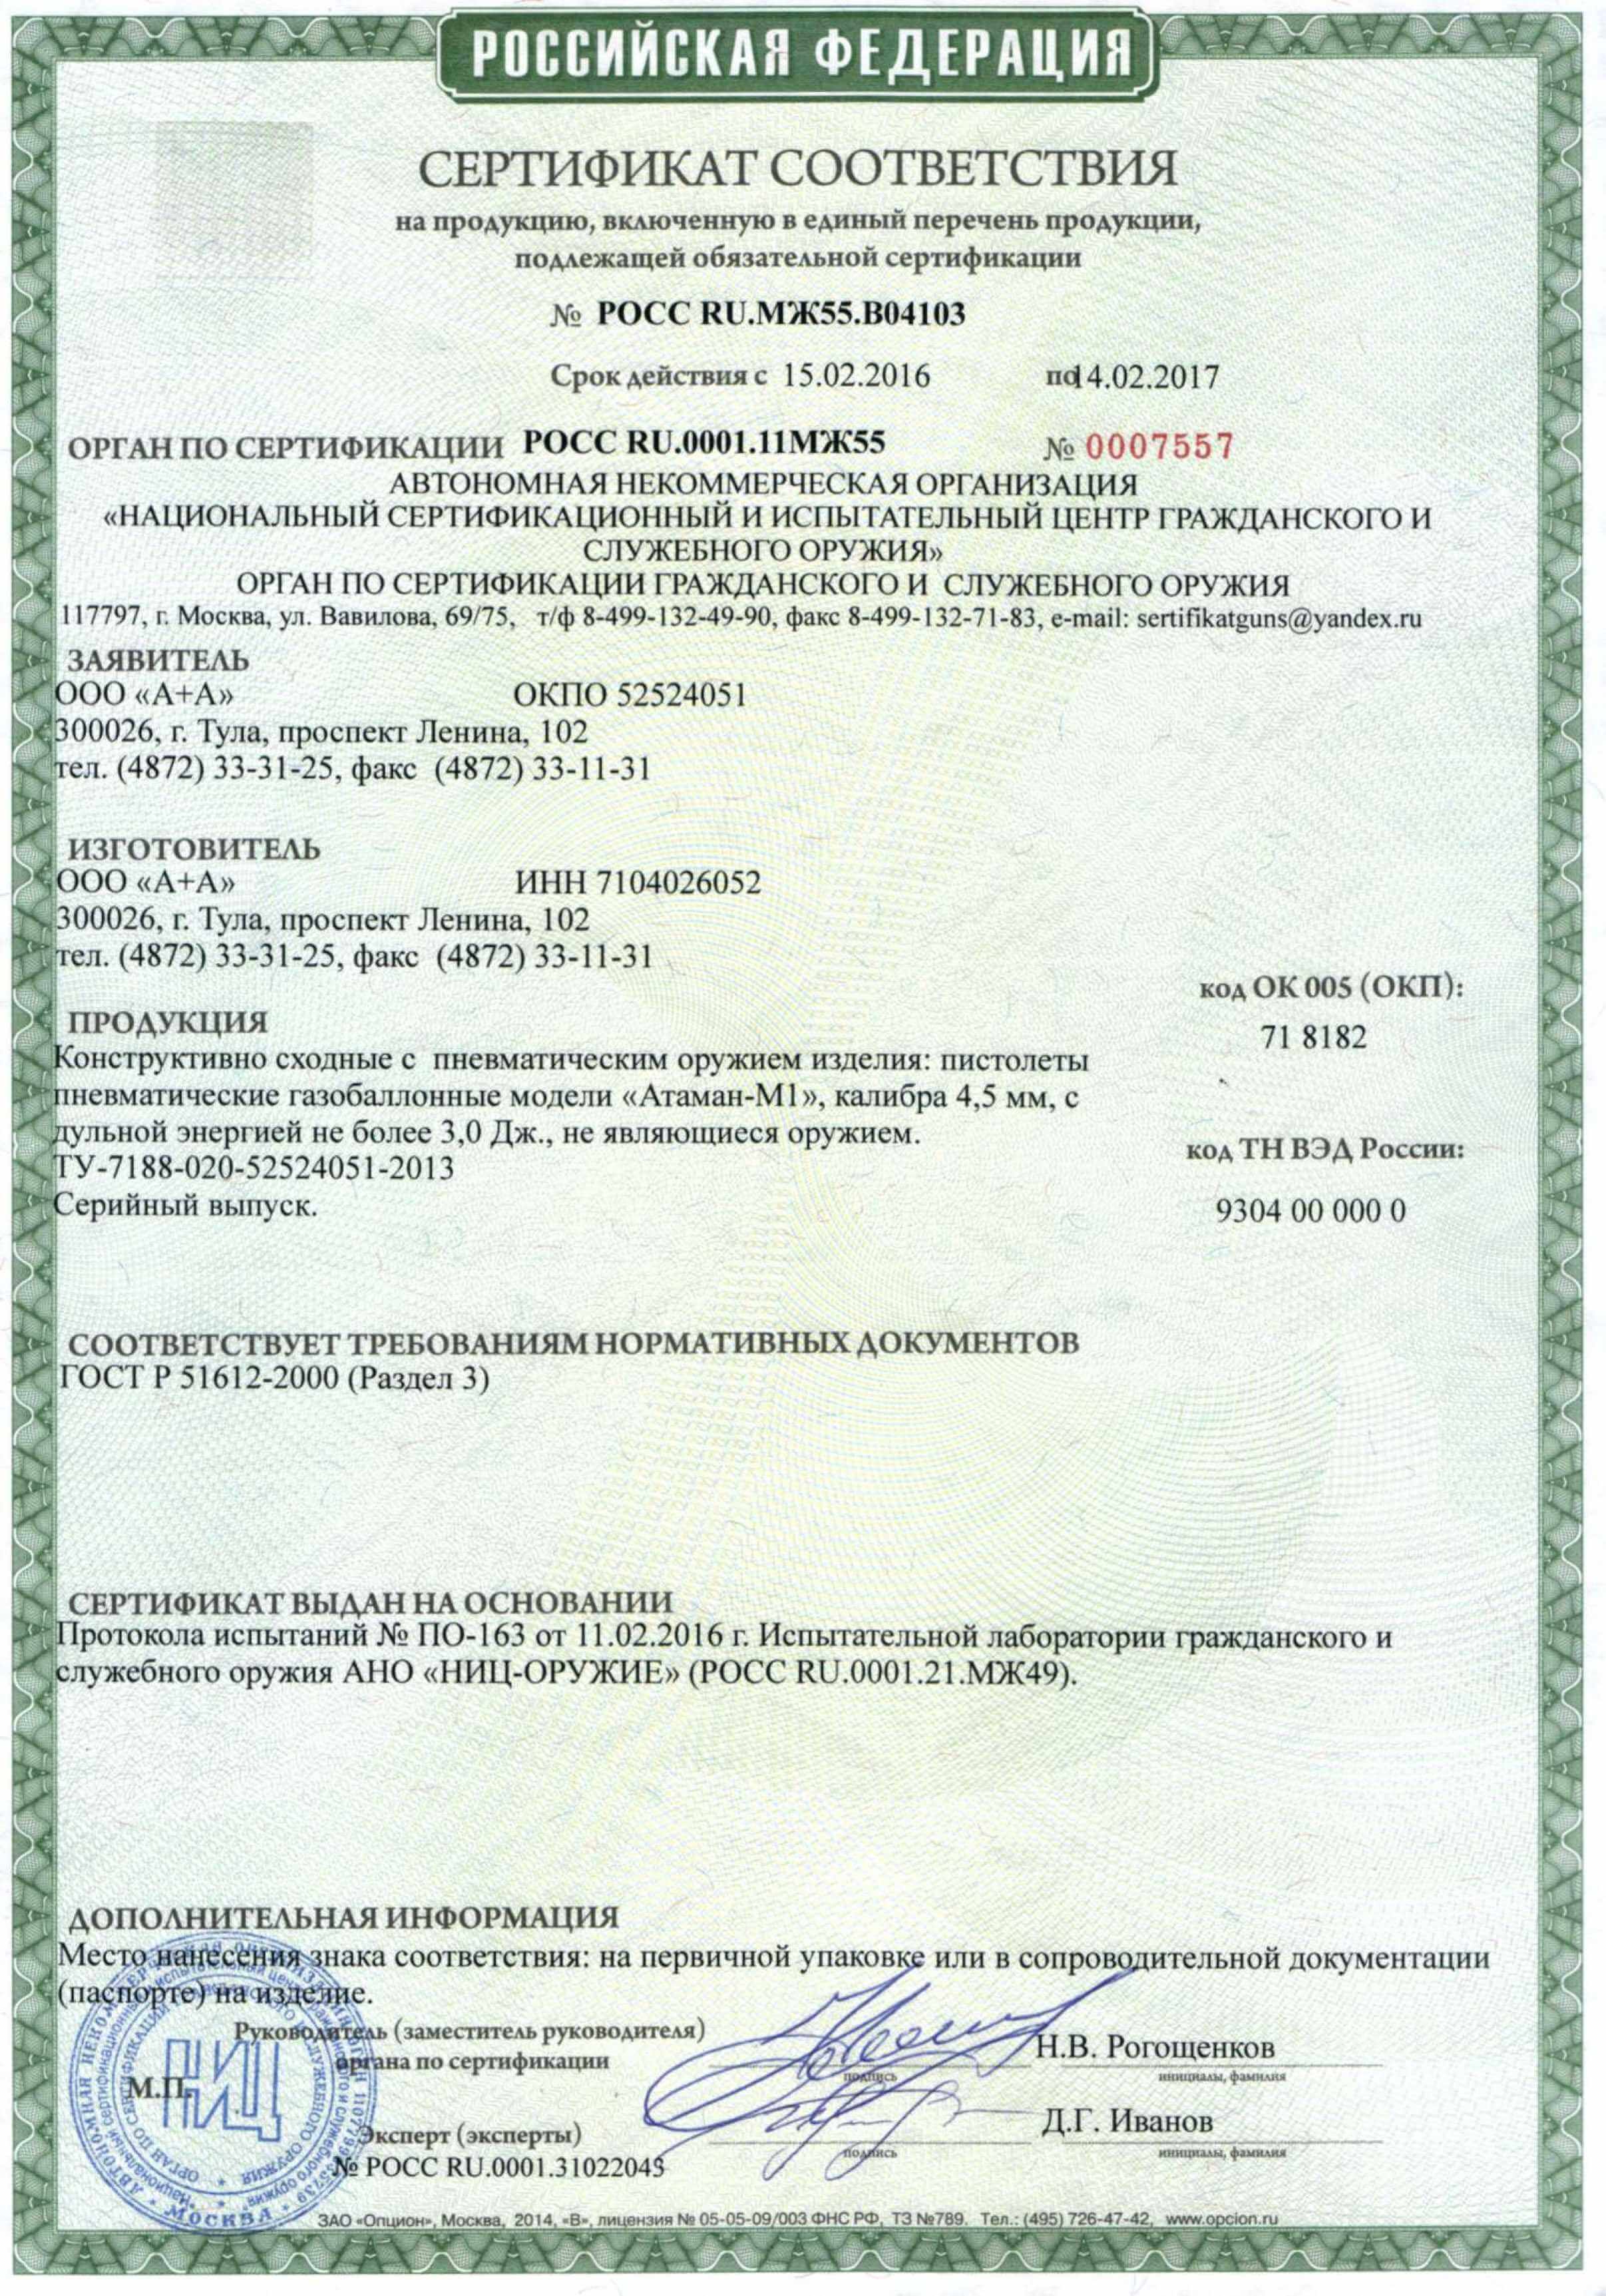 РОССИЙСКАЯ ФЕДЕРАЦИЯ
СЕРТИФИКАТ СООТВЕТСТВИЯ
на продукцию, включенную в единый перечень продукции,
подлежащей обязательной сертификации
№ РОСС RU.МЖ55.В04103
Срок действия с 15.02.2016 по 14.02.2017
ОРГАН ПО СЕРТИФИКАЦИИ РОСС RU.0001.11МЖ55 № 0007557
АВТОНОМНАЯ НЕКОММЕРЧЕСКАЯ ОРГАНИЗАЦИЯ
«НАЦИОНАЛЬНЫЙ СЕРТИФИКАЦИОННЫЙ И ИСПЫТАТЕЛЬНЫЙ ЦЕНТР ГРАЖДАНСКОГО И
СЛУЖЕБНОГО ОРУЖИЯ»
ОРГАН ПО СЕРТИФИКАЦИИ ГРАЖДАНСКОГО И СЛУЖЕБНОГО ОРУЖИЯ
117797, г. Москва, ул. Вавилова, 69/75, т/ф 8-499-132-49-90, факс 8-499-132-71-83, e-mail: sertifikatguns@yandex.ru
ЗАЯВИТЕЛЬ
ООО «А+А» ОКПО 52524051
300026, г. Тула, проспект Ленина, 102
тел. (4872) 33-31-25, факс (4872) 33-11-31
ИЗГОТОВИТЕЛЬ
ООО «А+А» ИНН 7104026052
300026, г. Тула, проспект Ленина, 102
тел. (4872) 33-31-25, факс (4872) 33-11-31
код ОК 005 (ОКП):
71 8182
ПРОДУКЦИЯ
Конструктивно сходные с пневматическим оружием изделия: пистолеты
пневматические газобаллонные модели «Атаман-М1», калибра 4,5 мм, с
дульной энергией не более 3,0 Дж., не являющиеся оружием.
ТУ-7188-020-52524051-2013
Серийный выпуск.
код ТН ВЭД России:
9304 00 000 0
СООТВЕТСТВУЕТ ТРЕБОВАНИЯМ НОРМАТИВНЫХ ДОКУМЕНТОВ
ГОСТ Р 51612-2000 (Раздел 3)
СЕРТИФИКАТ ВЫДАН НА ОСНОВАНИИ
Протокола испытаний № ПО-163 от 11.02.2016 г. Испытательной лаборатории гражданского и
служебного оружия АНО «НИЦ-ОРУЖИЕ» (РОСС RU.0001.21.МЖ49).
ДОПОЛНИТЕЛЬНАЯ ИНФОРМАЦИЯ
Место нанесения знака соответствия: на первичной упаковке или в сопроводительной документации
(паспорте) на изделие.
Руководитель (заместитель руководителя)
органа по сертификации
Н.В. Рогощенков
подпись
инициалы, фамилия
М.П.
Эксперт (эксперты)
Д.Г. Иванов
подпись
инициалы, фамилия
№ РОСС RU.0001.31022045
МОСКВА
ЗАО «Опцион», Москва, 2014, «В», лицензия № 05-05-09/003 ФНС РФ, ТЗ №789. Тел.: (495) 726-47-42, www.opcion.ru